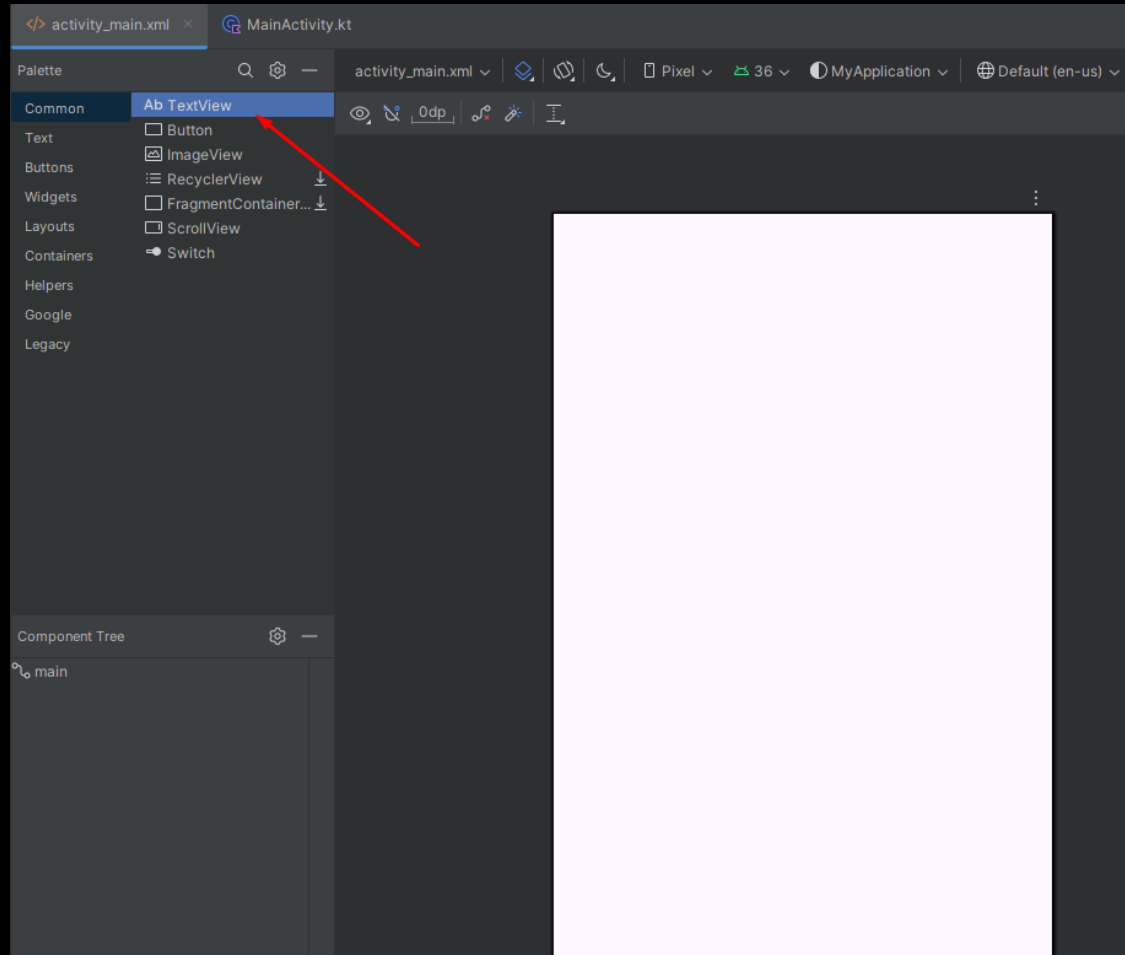 activity_main.xml MainActivity.kt
Palette
activity_main.xml Pixel 36 MyApplication Default (en-us)
0dp
Common
Text
Buttons
Widgets
Layouts
Containers
Helpers
Google
Legacy
Ab TextView
Button
ImageView
RecyclerView
FragmentContainer...
ScrollView
Switch
Component Tree
main